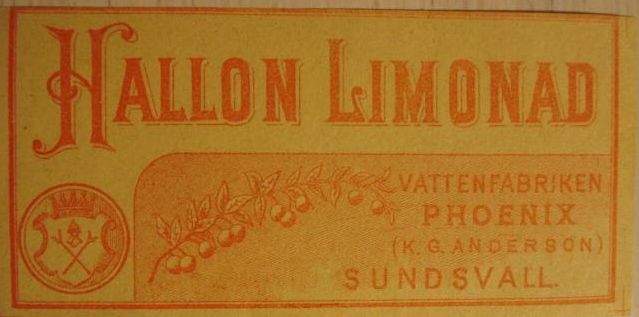 HALLON LIMONAD
VATTENFABRIKEN
PHOENIX
(K. G. ANDERSON)
SUNDSVALL.